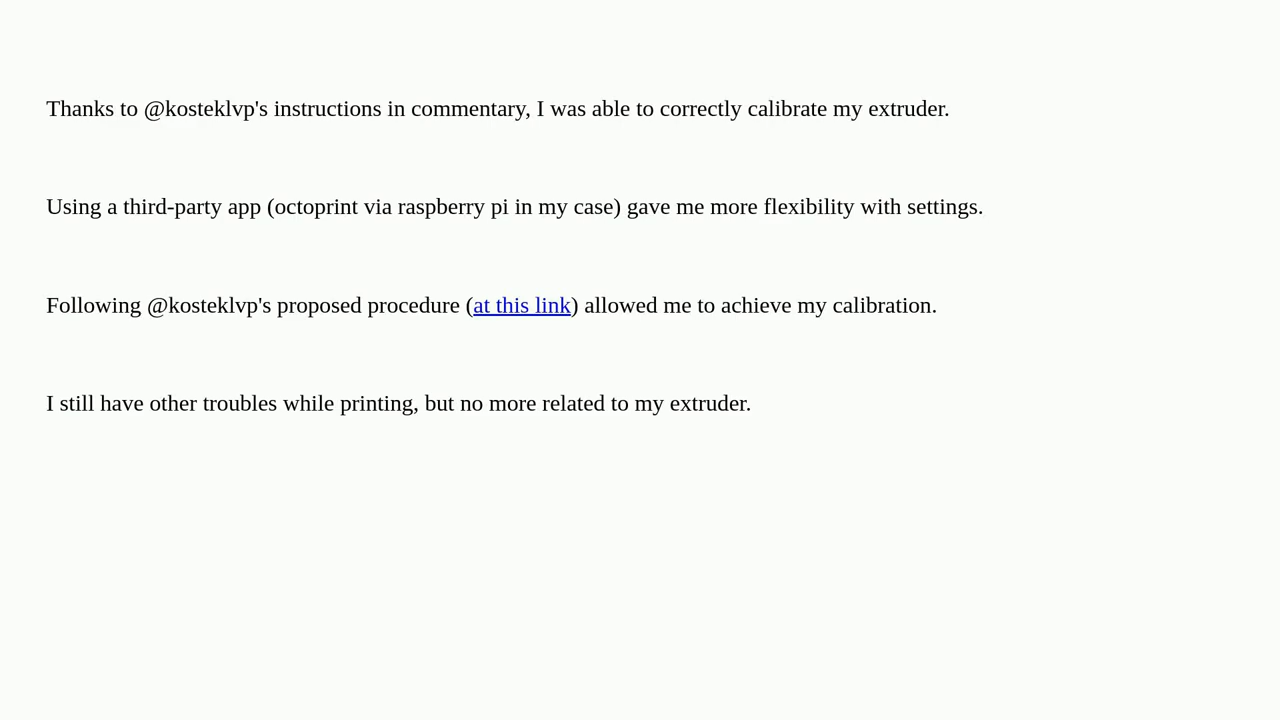 Thanks to @kosteklvp's instructions in commentary, I was able to correctly calibrate my extruder.
Using a third-party app (octoprint via raspberry pi in my case) gave me more flexibility with settings.
Following @kosteklvp's proposed procedure (at this link) allowed me to achieve my calibration.
I still have other troubles while printing, but no more related to my extruder.